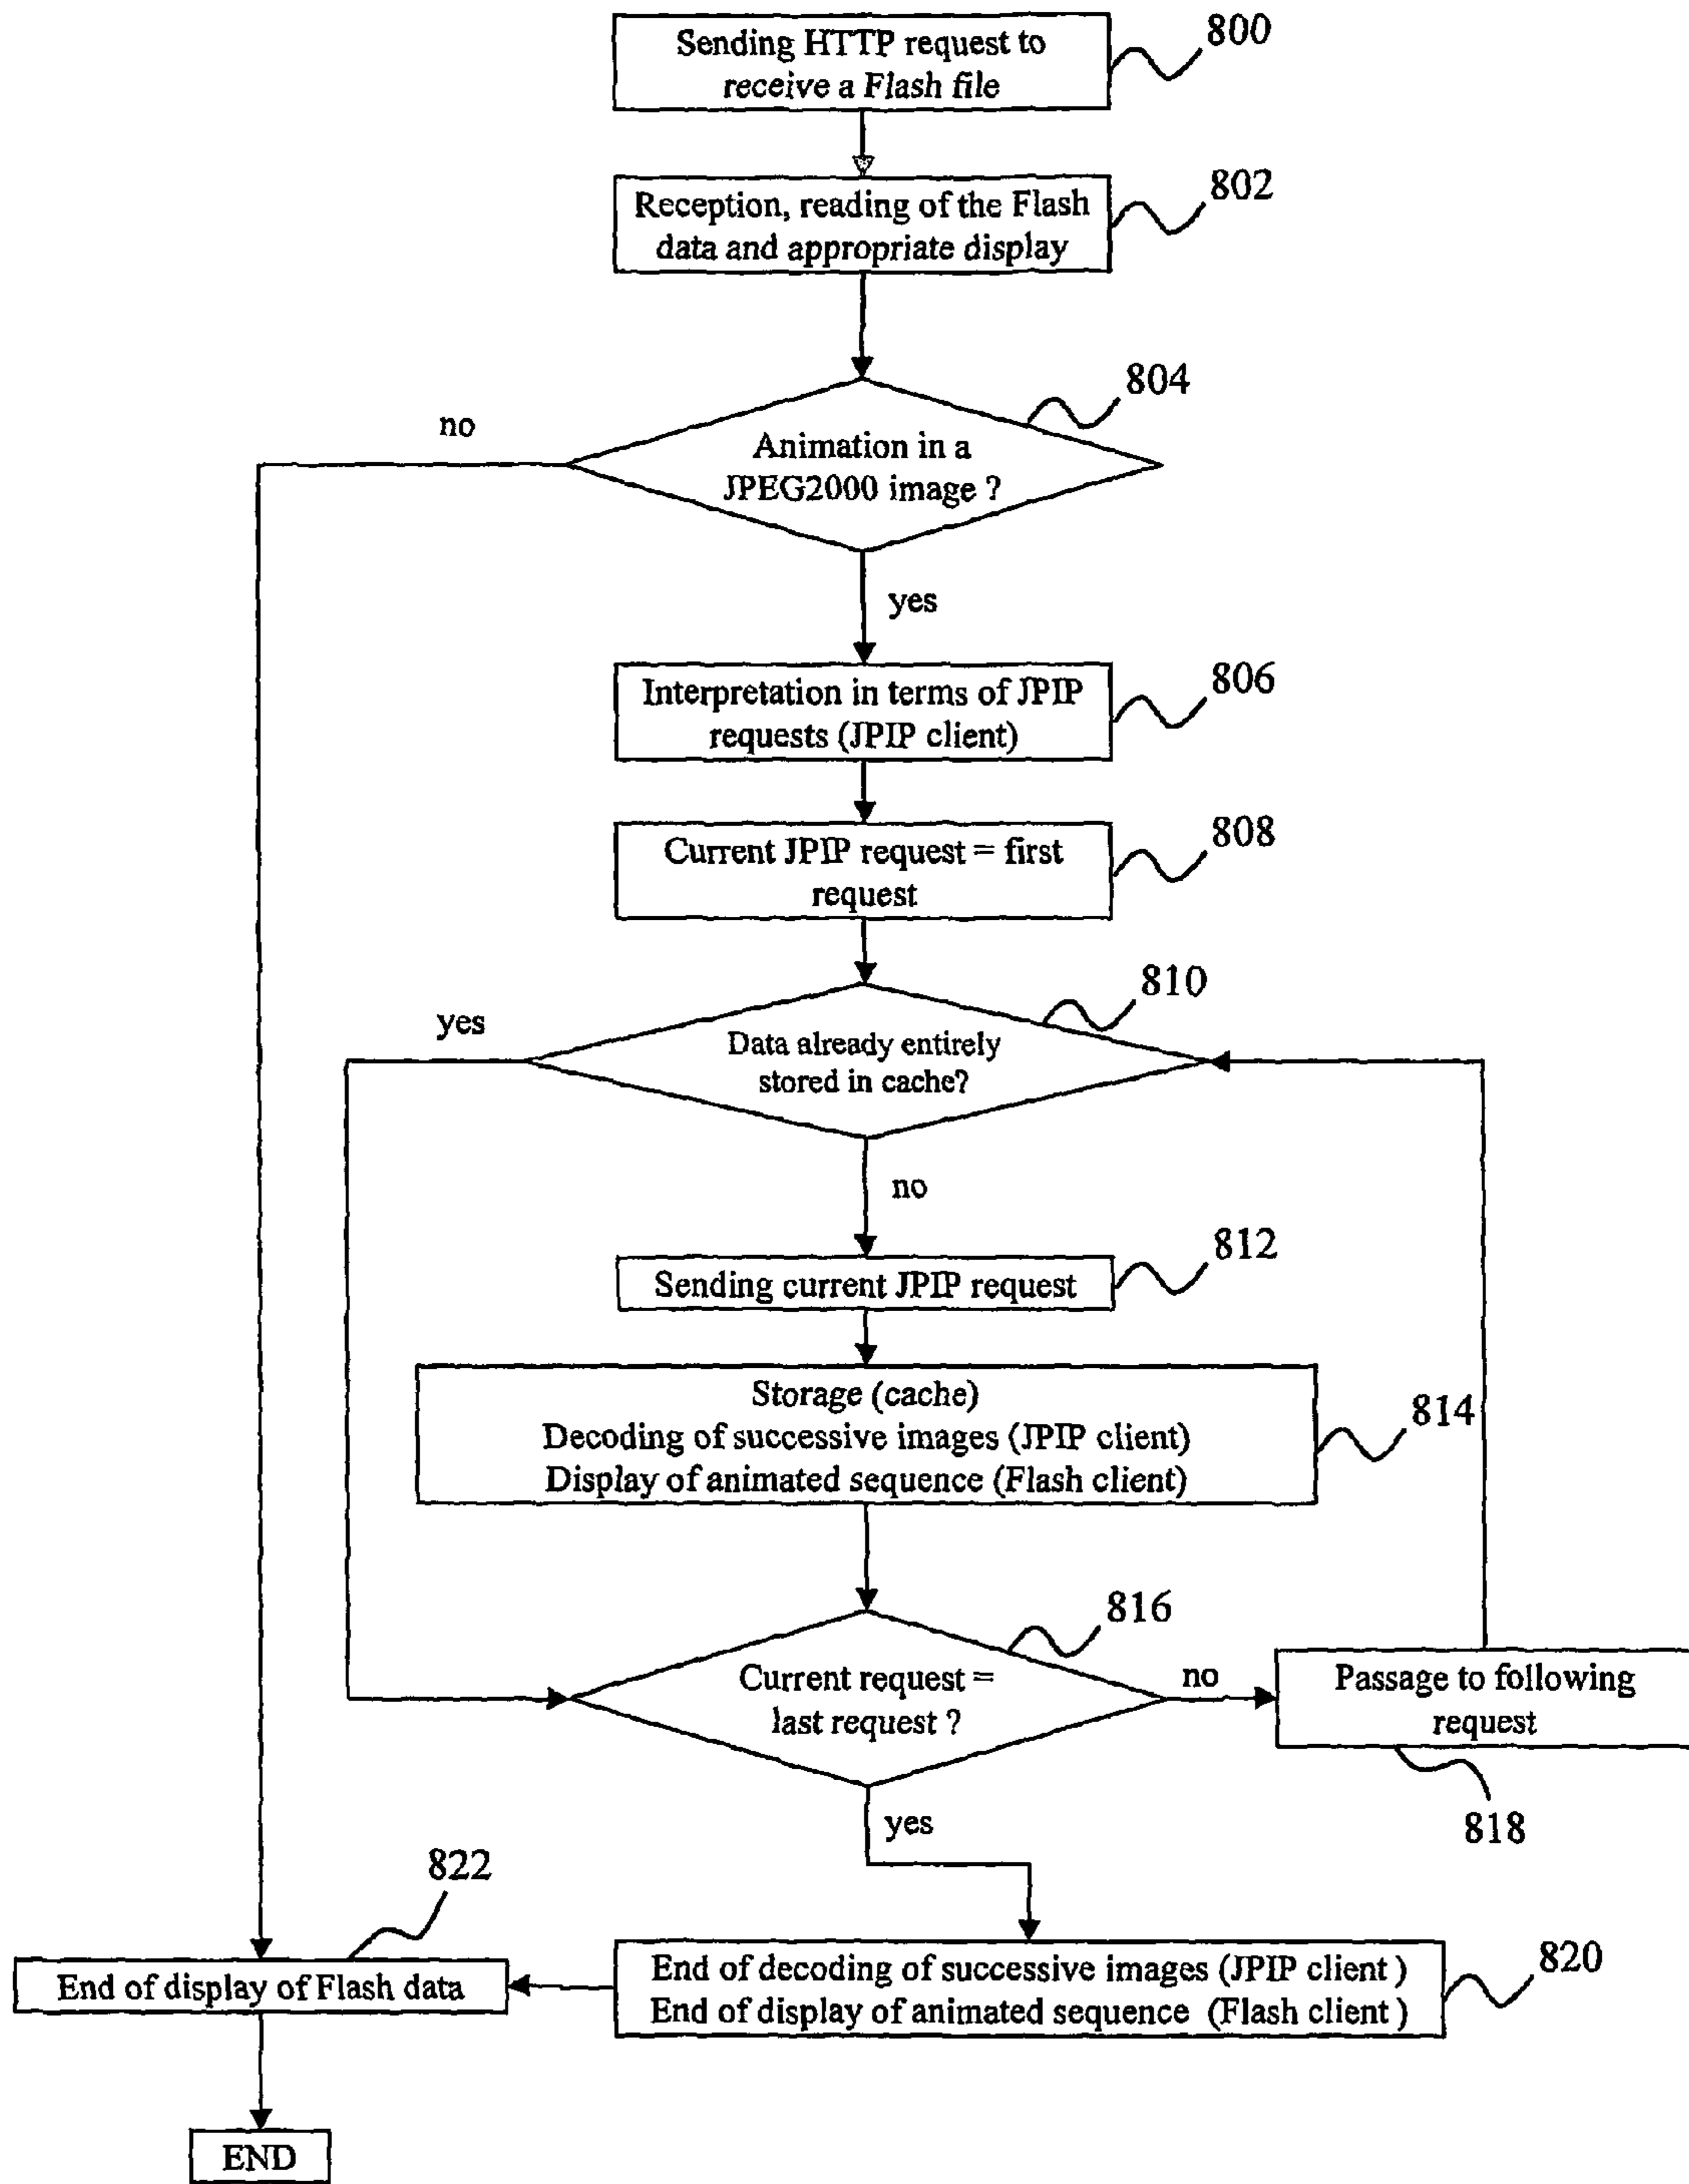 Sending HTTP request to
receive a Flash file
800
Reception, reading of the Flash
data and appropriate display
802
804
no
Animation in a
JPEG2000 image ?
yes
Interpretation in terms of JPIP
requests (JPIP client)
806
Current JPIP request = first
request
808
810
yes
Data already entirely
stored in cache?
no
Sending current JPIP request
812
Storage (cache)
Decoding of successive images (JPIP client)
Display of animated sequence (Flash client)
814
816
Current request =
last request ?
no
Passage to following
request
818
yes
822
End of display of Flash data
End of decoding of successive images (JPIP client )
End of display of animated sequence (Flash client )
820
END